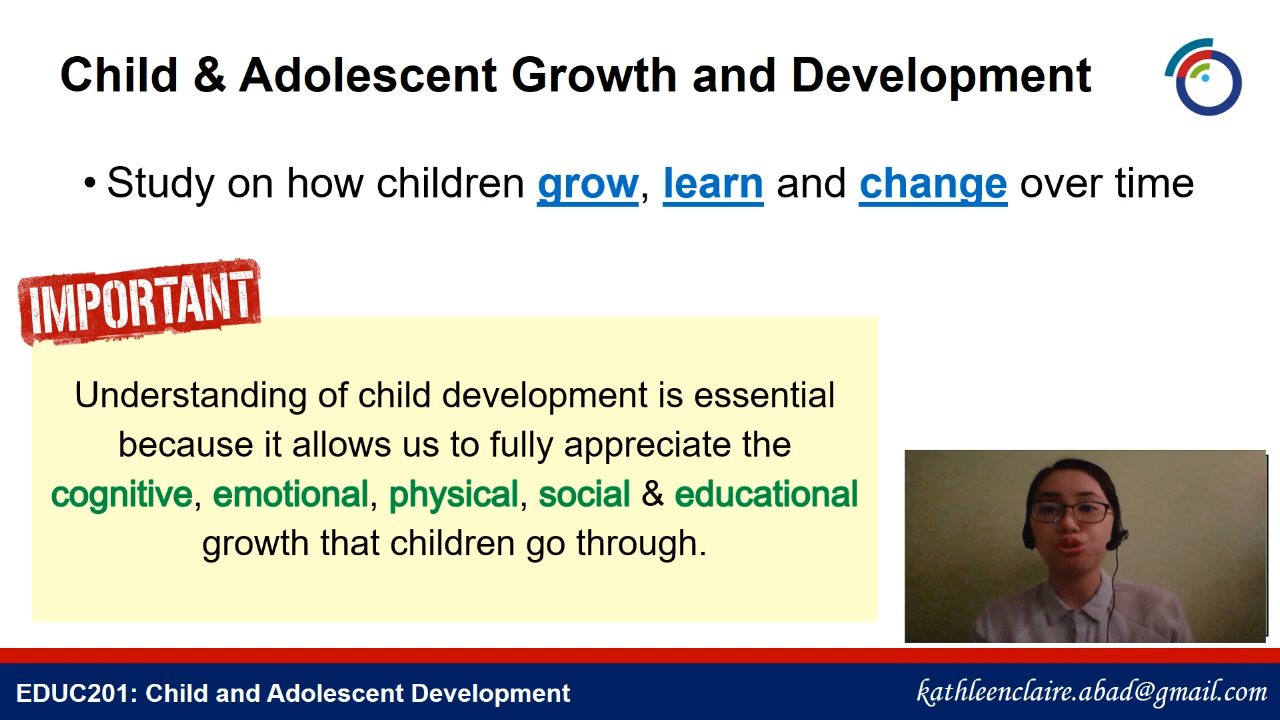 Child & Adolescent Growth and Development
• Study on how children grow, learn and change over time
IMPORTANT
Understanding of child development is essential
because it allows us to fully appreciate the
cognitive, emotional, physical, social & educational
growth that children go through.
EDUC201: Child and Adolescent Development
kathleenclaire.abad@gmail.com